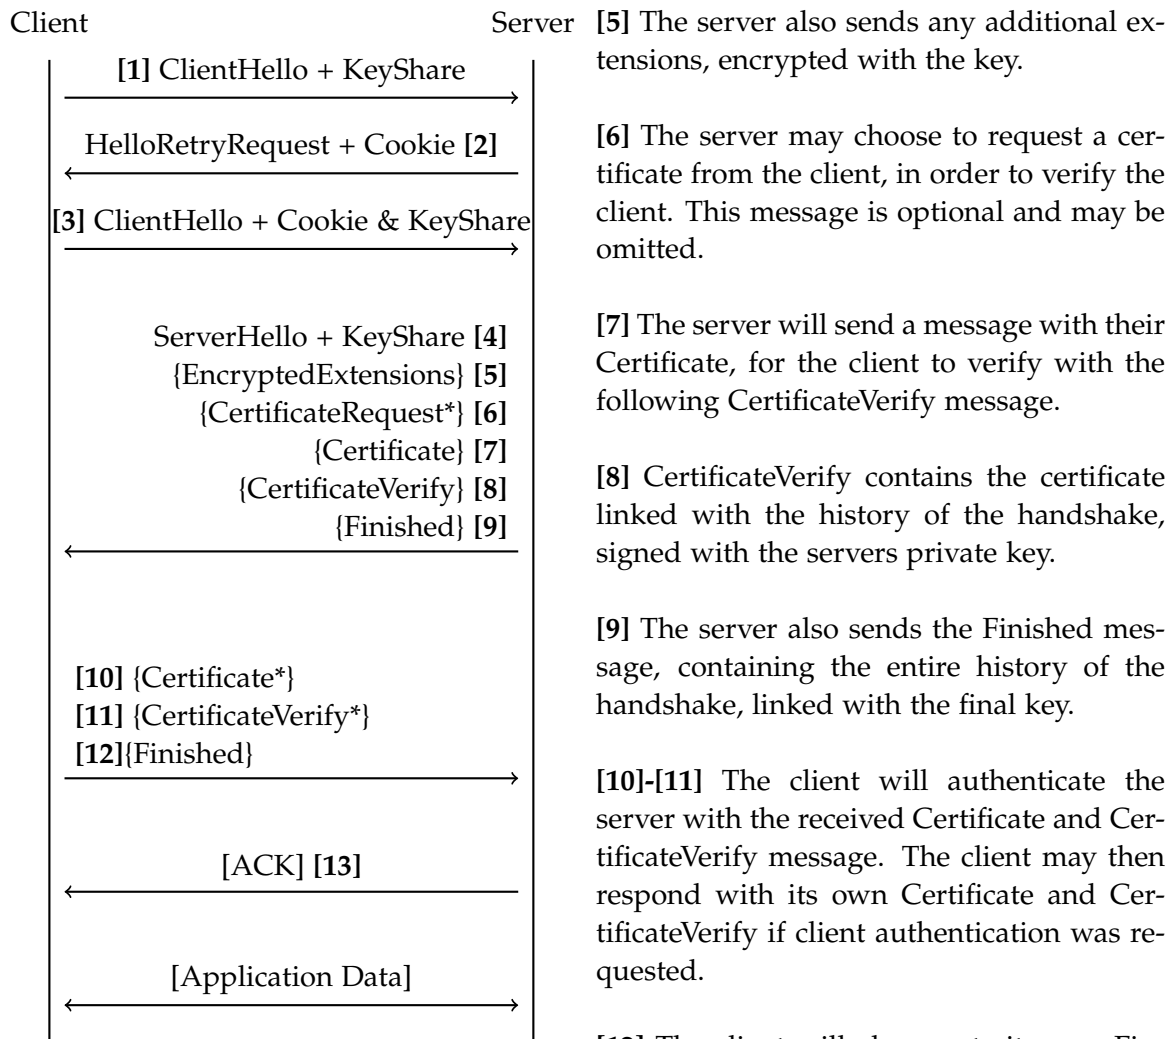 Client
Server
[1] ClientHello + KeyShare
HelloRetryRequest + Cookie [2]
[3] ClientHello + Cookie & KeyShare
ServerHello + KeyShare [4]
{EncryptedExtensions} [5]
{CertificateRequest*} [6]
{Certificate} [7]
{CertificateVerify} [8]
{Finished} [9]
[10] {Certificate*}
[11] {CertificateVerify*}
[12]{Finished}
[ACK] [13]
[Application Data]
[5] The server also sends any additional ex-
tensions, encrypted with the key.
[6] The server may choose to request a cer-
tificate from the client, in order to verify the
client. This message is optional and may be
omitted.
[7] The server will send a message with their
Certificate, for the client to verify with the
following CertificateVerify message.
[8] CertificateVerify contains the certificate
linked with the history of the handshake,
signed with the servers private key.
[9] The server also sends the Finished mes-
sage, containing the entire history of the
handshake, linked with the final key.
[10]-[11] The client will authenticate the
server with the received Certificate and Cer-
tificateVerify message. The client may then
respond with its own Certificate and Cer-
tificateVerify if client authentication was re-
quested.